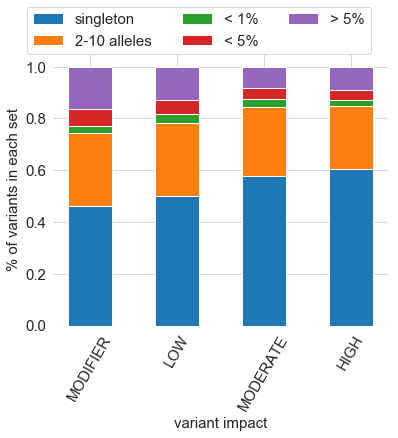 singleton < 1% > 5%
2-10 alleles < 5%
1.0
0.8
0.6
0.4
0.2
0.0
% of variants in each set
MODIFIER LOW MODERATE HIGH
variant impact